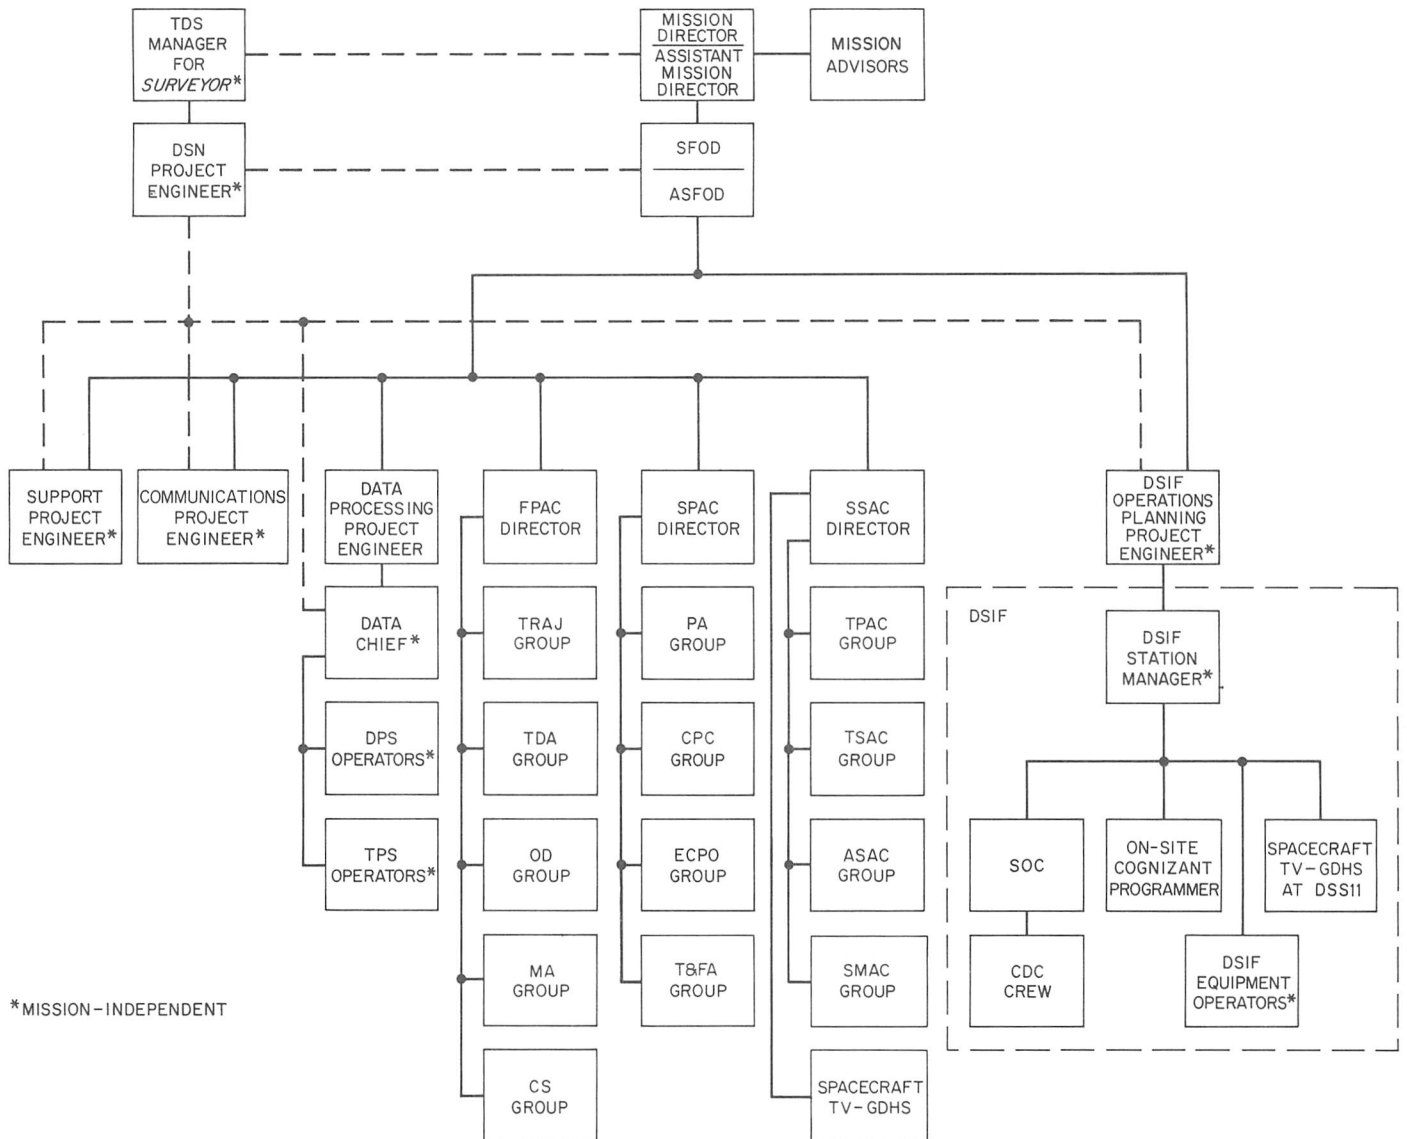 TDS
MANAGER
FOR
SURVEYOR*
MISSION
DIRECTOR
ASSISTANT
MISSION
DIRECTOR
MISSION
ADVISORS
DSN
PROJECT
ENGINEER*
SFOD
ASFOD
SUPPORT
PROJECT
ENGINEER*
COMMUNICATIONS
PROJECT
ENGINEER*
DATA
PROCESSING
PROJECT
ENGINEER
FPAC
DIRECTOR
SPAC
DIRECTOR
SSAC
DIRECTOR
DSIF
OPERATIONS
PLANNING
PROJECT
ENGINEER*
DATA
CHIEF*
TRAJ
GROUP
PA
GROUP
TPAC
GROUP
DSIF
DSIF
STATION
MANAGER*
DPS
OPERATORS*
TDA
GROUP
CPC
GROUP
TSAC
GROUP
TPS
OPERATORS*
OD
GROUP
ECPO
GROUP
ASAC
GROUP
SOC
ON-SITE
COGNIZANT
PROGRAMMER
SPACECRAFT
TV-GDHS
AT DSS11
MA
GROUP
T&FA
GROUP
SMAC
GROUP
CDC
CREW
DSIF
EQUIPMENT
OPERATORS*
*MISSION-INDEPENDENT
CS
GROUP
SPACECRAFT
TV-GDHS